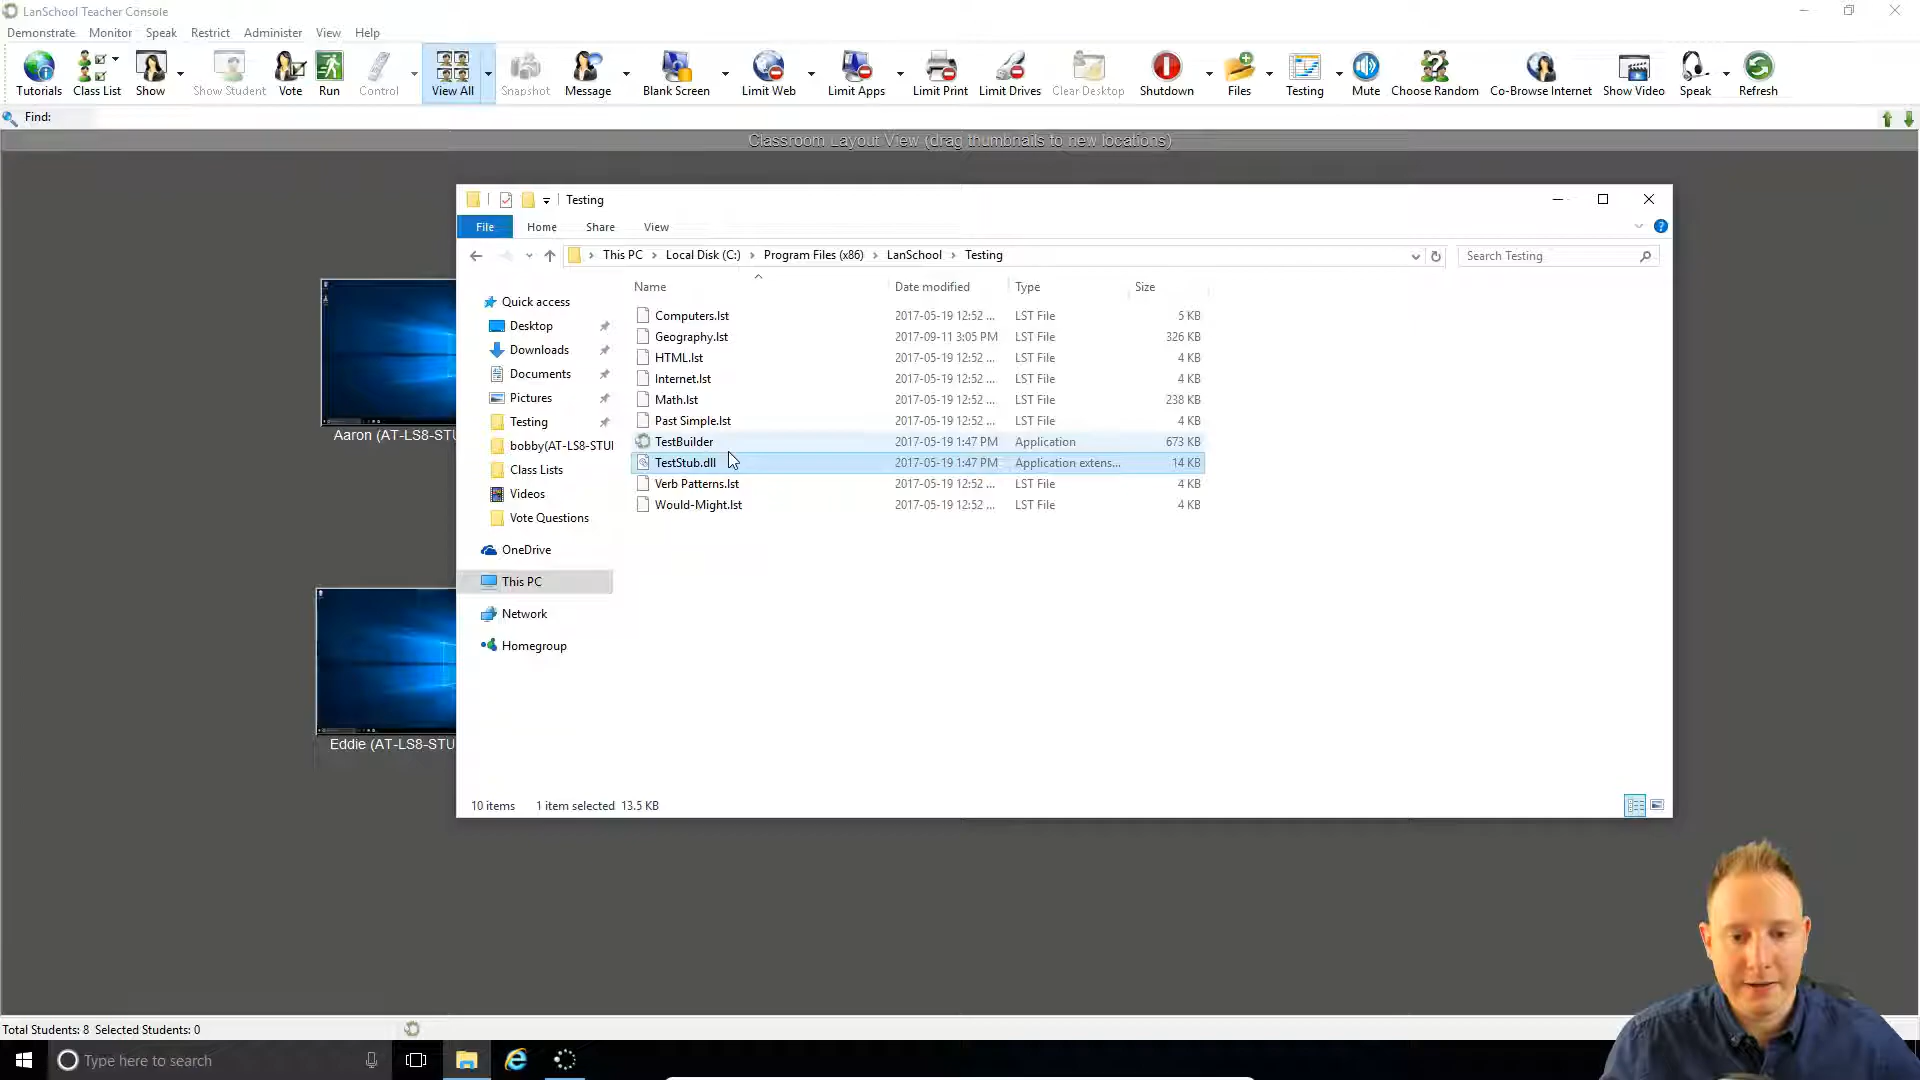 LanSchool Teacher Console
Demonstrate Monitor Speak Restrict Administer View Help
Tutorials Class List Show Show Student Vote Run Control View All Snapshot Message Blank Screen Limit Web Limit Apps Limit Print Limit Drives Clear Desktop Shutdown Files Testing Mute Choose Random Co-Browse Internet Show Video Speak Refresh
Find:
Classroom Layout View (drag thumbnails to new locations)
Testing
File Home Share View
This PC > Local Disk (C:) > Program Files (x86) > LanSchool > Testing
Search Testing
Name Date modified Type Size
Quick access
Desktop
Downloads
Documents
Pictures
Testing
bobby(AT-LS8-STUI
Class Lists
Videos
Vote Questions
OneDrive
This PC
Network
Homegroup
Computers.lst 2017-05-19 12:52 ... LST File 5 KB
Geography.lst 2017-09-11 3:05 PM LST File 326 KB
HTML.lst 2017-05-19 12:52 ... LST File 4 KB
Internet.lst 2017-05-19 12:52 ... LST File 4 KB
Math.lst 2017-05-19 12:52 ... LST File 238 KB
Past Simple.lst 2017-05-19 12:52 ... LST File 4 KB
TestBuilder 2017-05-19 1:47 PM Application 673 KB
TestStub.dll 2017-05-19 1:47 PM Application extens... 14 KB
Verb Patterns.lst 2017-05-19 12:52 ... LST File 4 KB
Would-Might.lst 2017-05-19 12:52 ... LST File 4 KB
10 items 1 item selected 13.5 KB
Aaron (AT-LS8-STU
Eddie (AT-LS8-STU
Total Students: 8 Selected Students: 0
Type here to search